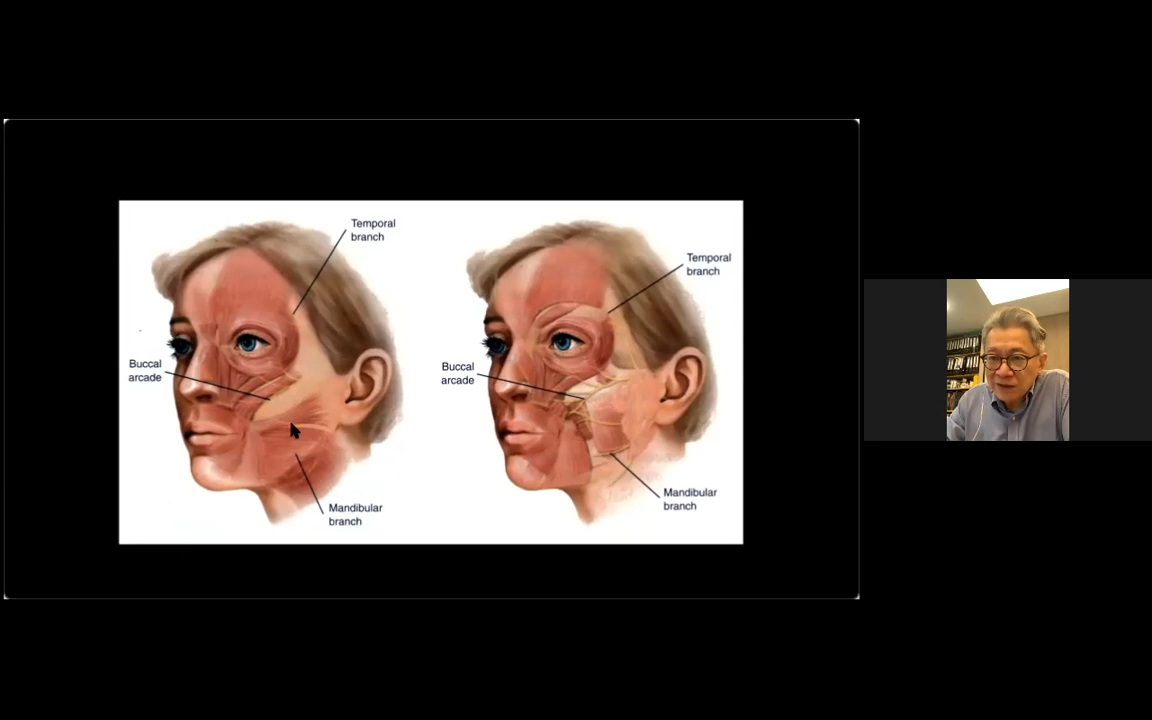 Temporal
branch
Buccal
arcade
Mandibular
branch
Temporal
branch
Buccal
arcade
Mandibular
branch